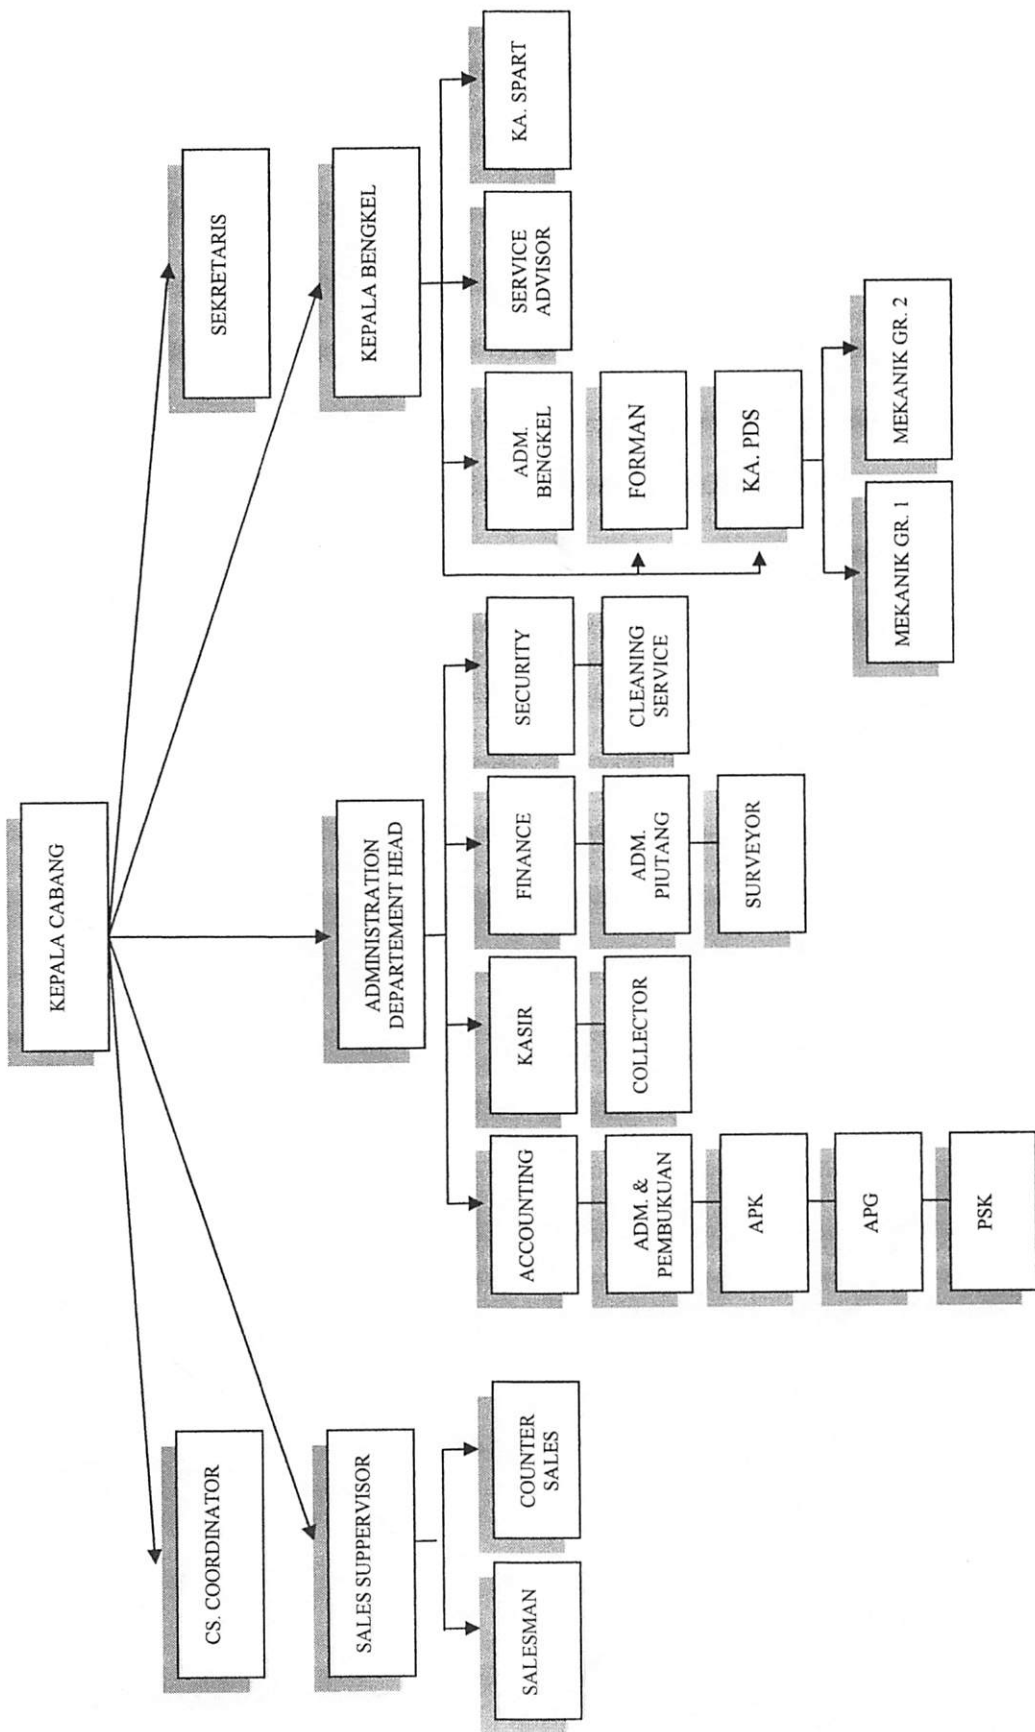 KEPALA CABANG
CS. COORDINATOR
SEKRETARIS
SALES SUPPERVISOR
ADMINISTRATION
DEPARTEMENT HEAD
KEPALA BENGKEL
SALESMAN
COUNTER
SALES
ACCOUNTING
KASIR
FINANCE
SECURITY
ADM.
BENGKEL
SERVICE
ADVISOR
KA. SPART
ADM. &
PEMBUKUAN
COLLECTOR
ADM.
PIUTANG
CLEANING
SERVICE
FORMAN
APK
SURVEYOR
KA. PDS
APG
MEKANIK GR. 1
MEKANIK GR. 2
PSK